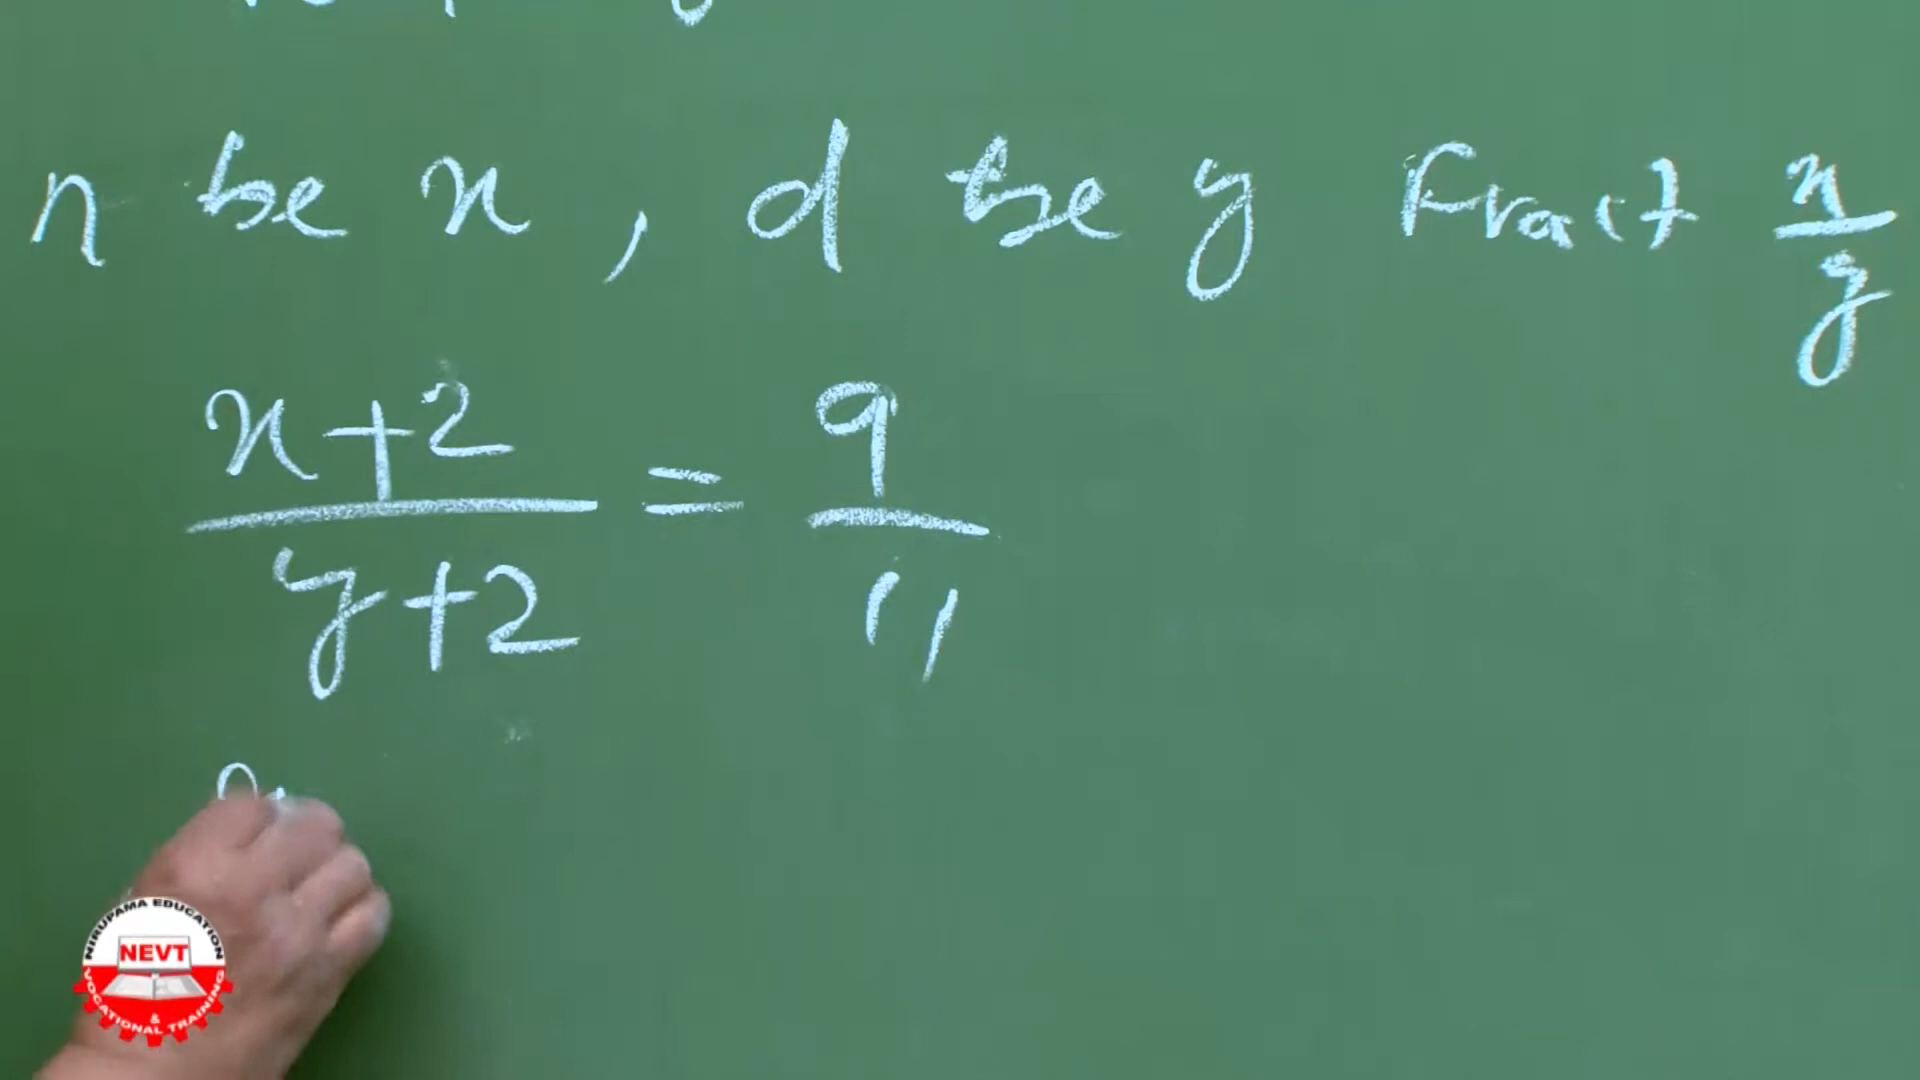 n be x, d be y Fract x/y
x+2/y+2 = 9/11
NIRUPAMA EDUCATION
NEVT
&
VOCATIONAL TRAINING